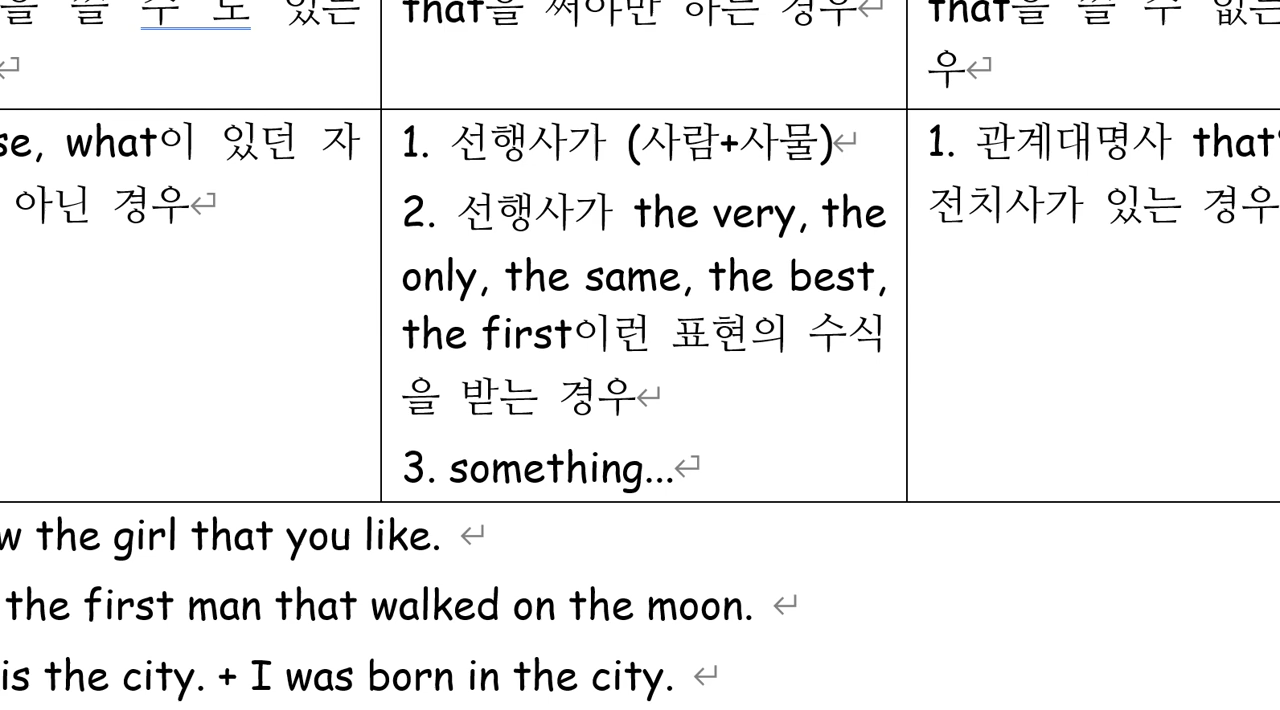 을 쓸 수 도 있는
that을 써야만 하는 경우
that을 쓸 수 없는
우
what이 있던 자
아닌 경우
1. 선행사가 (사람+사물)
2. 선행사가 the very, the
only, the same, the best,
the first이런 표현의 수식
을 받는 경우
3. something...
1. 관계대명사 that
전치사가 있는 경우
the girl that you like.
the first man that walked on the moon.
is the city. + I was born in the city.